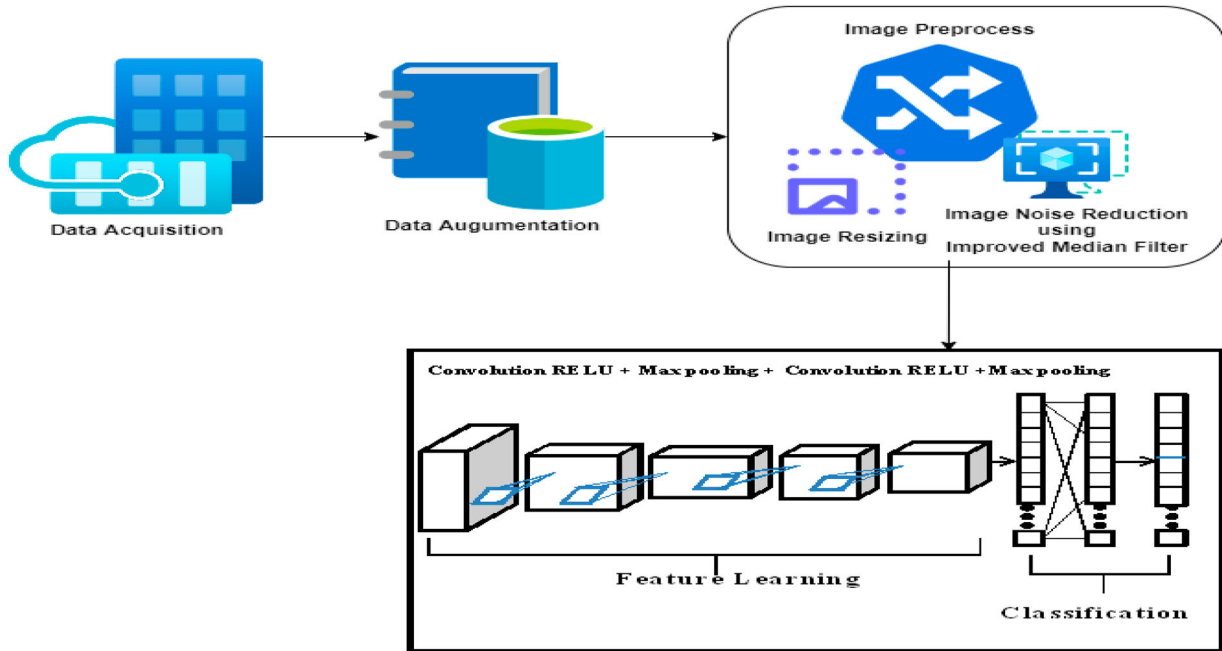 Image Preprocess
Data Acquisition
Data Augumentation
Image Resizing
Image Noise Reduction
using
Improved Median Filter
Convolution RELU + Maxpooling + Convolution RELU +Maxpooling
Feature Learning
Classification